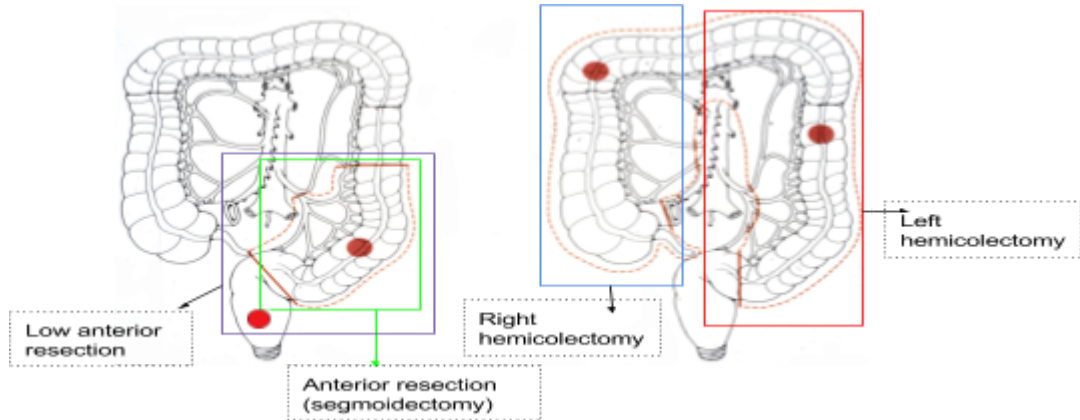 Left
hemicolectomy
Low anterior
resection
Right
hemicolectomy
Anterior resection
(segmoidectomy)